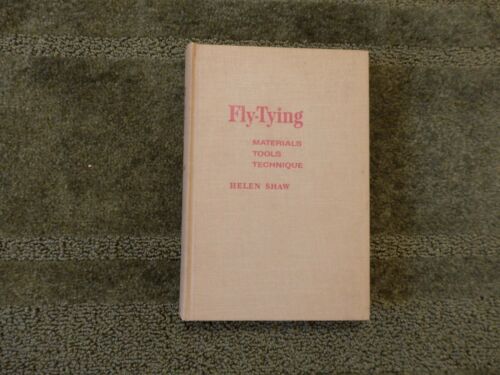 Fly-Tying
MATERIALS
TOOLS
TECHNIQUE
HELEN SHAW